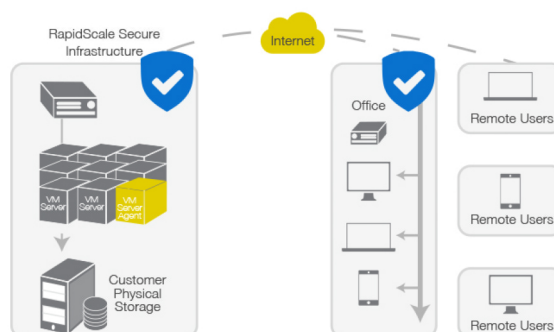 RapidScale Secure
Infrastructure
Internet
Office
Remote Users
VM
Server
VM
Server
VM
Server
Agent
Remote Users
Customer
Physical
Storage
Remote Users